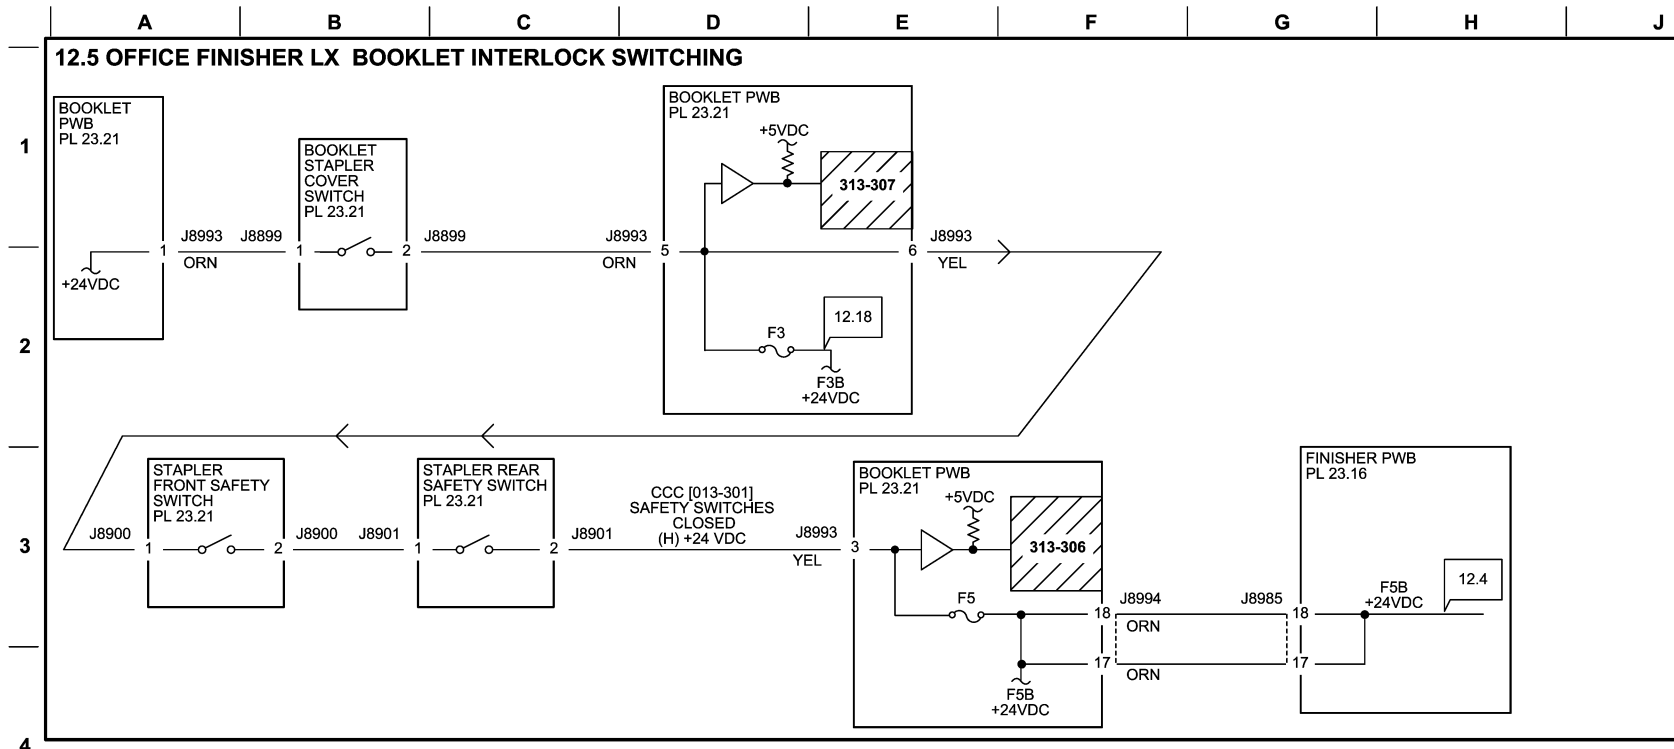 A B C D E F G H J
12.5 OFFICE FINISHER LX BOOKLET INTERLOCK SWITCHING
1
BOOKLET
PWB
PL 23.21
1
+24VDC
J8993
ORN
J8899
BOOKLET
STAPLER
COVER
SWITCH
PL 23.21
1
2
J8899
J8993
ORN
BOOKLET PWB
PL 23.21
+5VDC
313-307
5
6
F3
12.18
F3B
+24VDC
J8993
YEL
2
3
J8900
STAPLER
FRONT SAFETY
SWITCH
PL 23.21
1
2
J8900
J8901
STAPLER REAR
SAFETY SWITCH
PL 23.21
1
2
J8901
CCC [013-301]
SAFETY SWITCHES
CLOSED
(H) +24 VDC
J8993
YEL
BOOKLET PWB
PL 23.21
+5VDC
3
313-306
F5
18
17
F5B
+24VDC
J8994
ORN
ORN
J8985
FINISHER PWB
PL 23.16
18
17
F5B
+24VDC
12.4
4